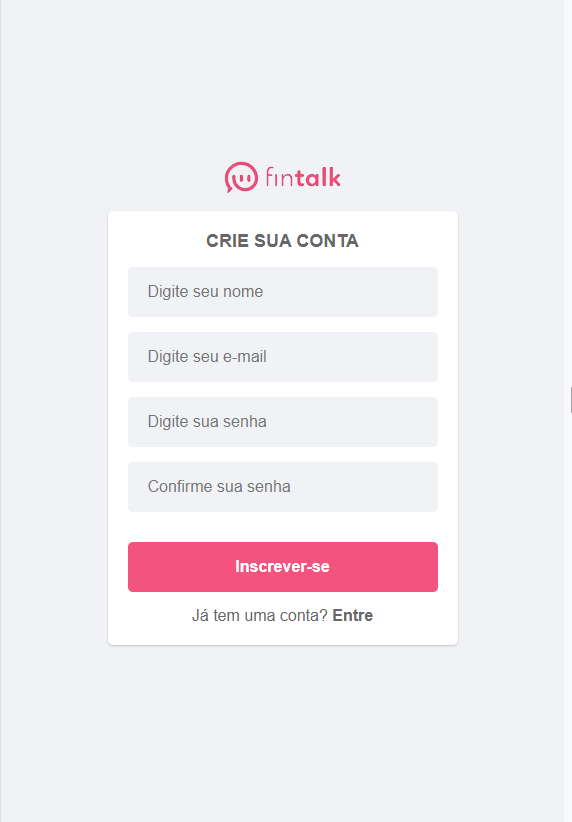 fintalk
CRIE SUA CONTA
Digite seu nome
Digite seu e-mail
Digite sua senha
Confirme sua senha
Inscrever-se
Já tem uma conta? Entre